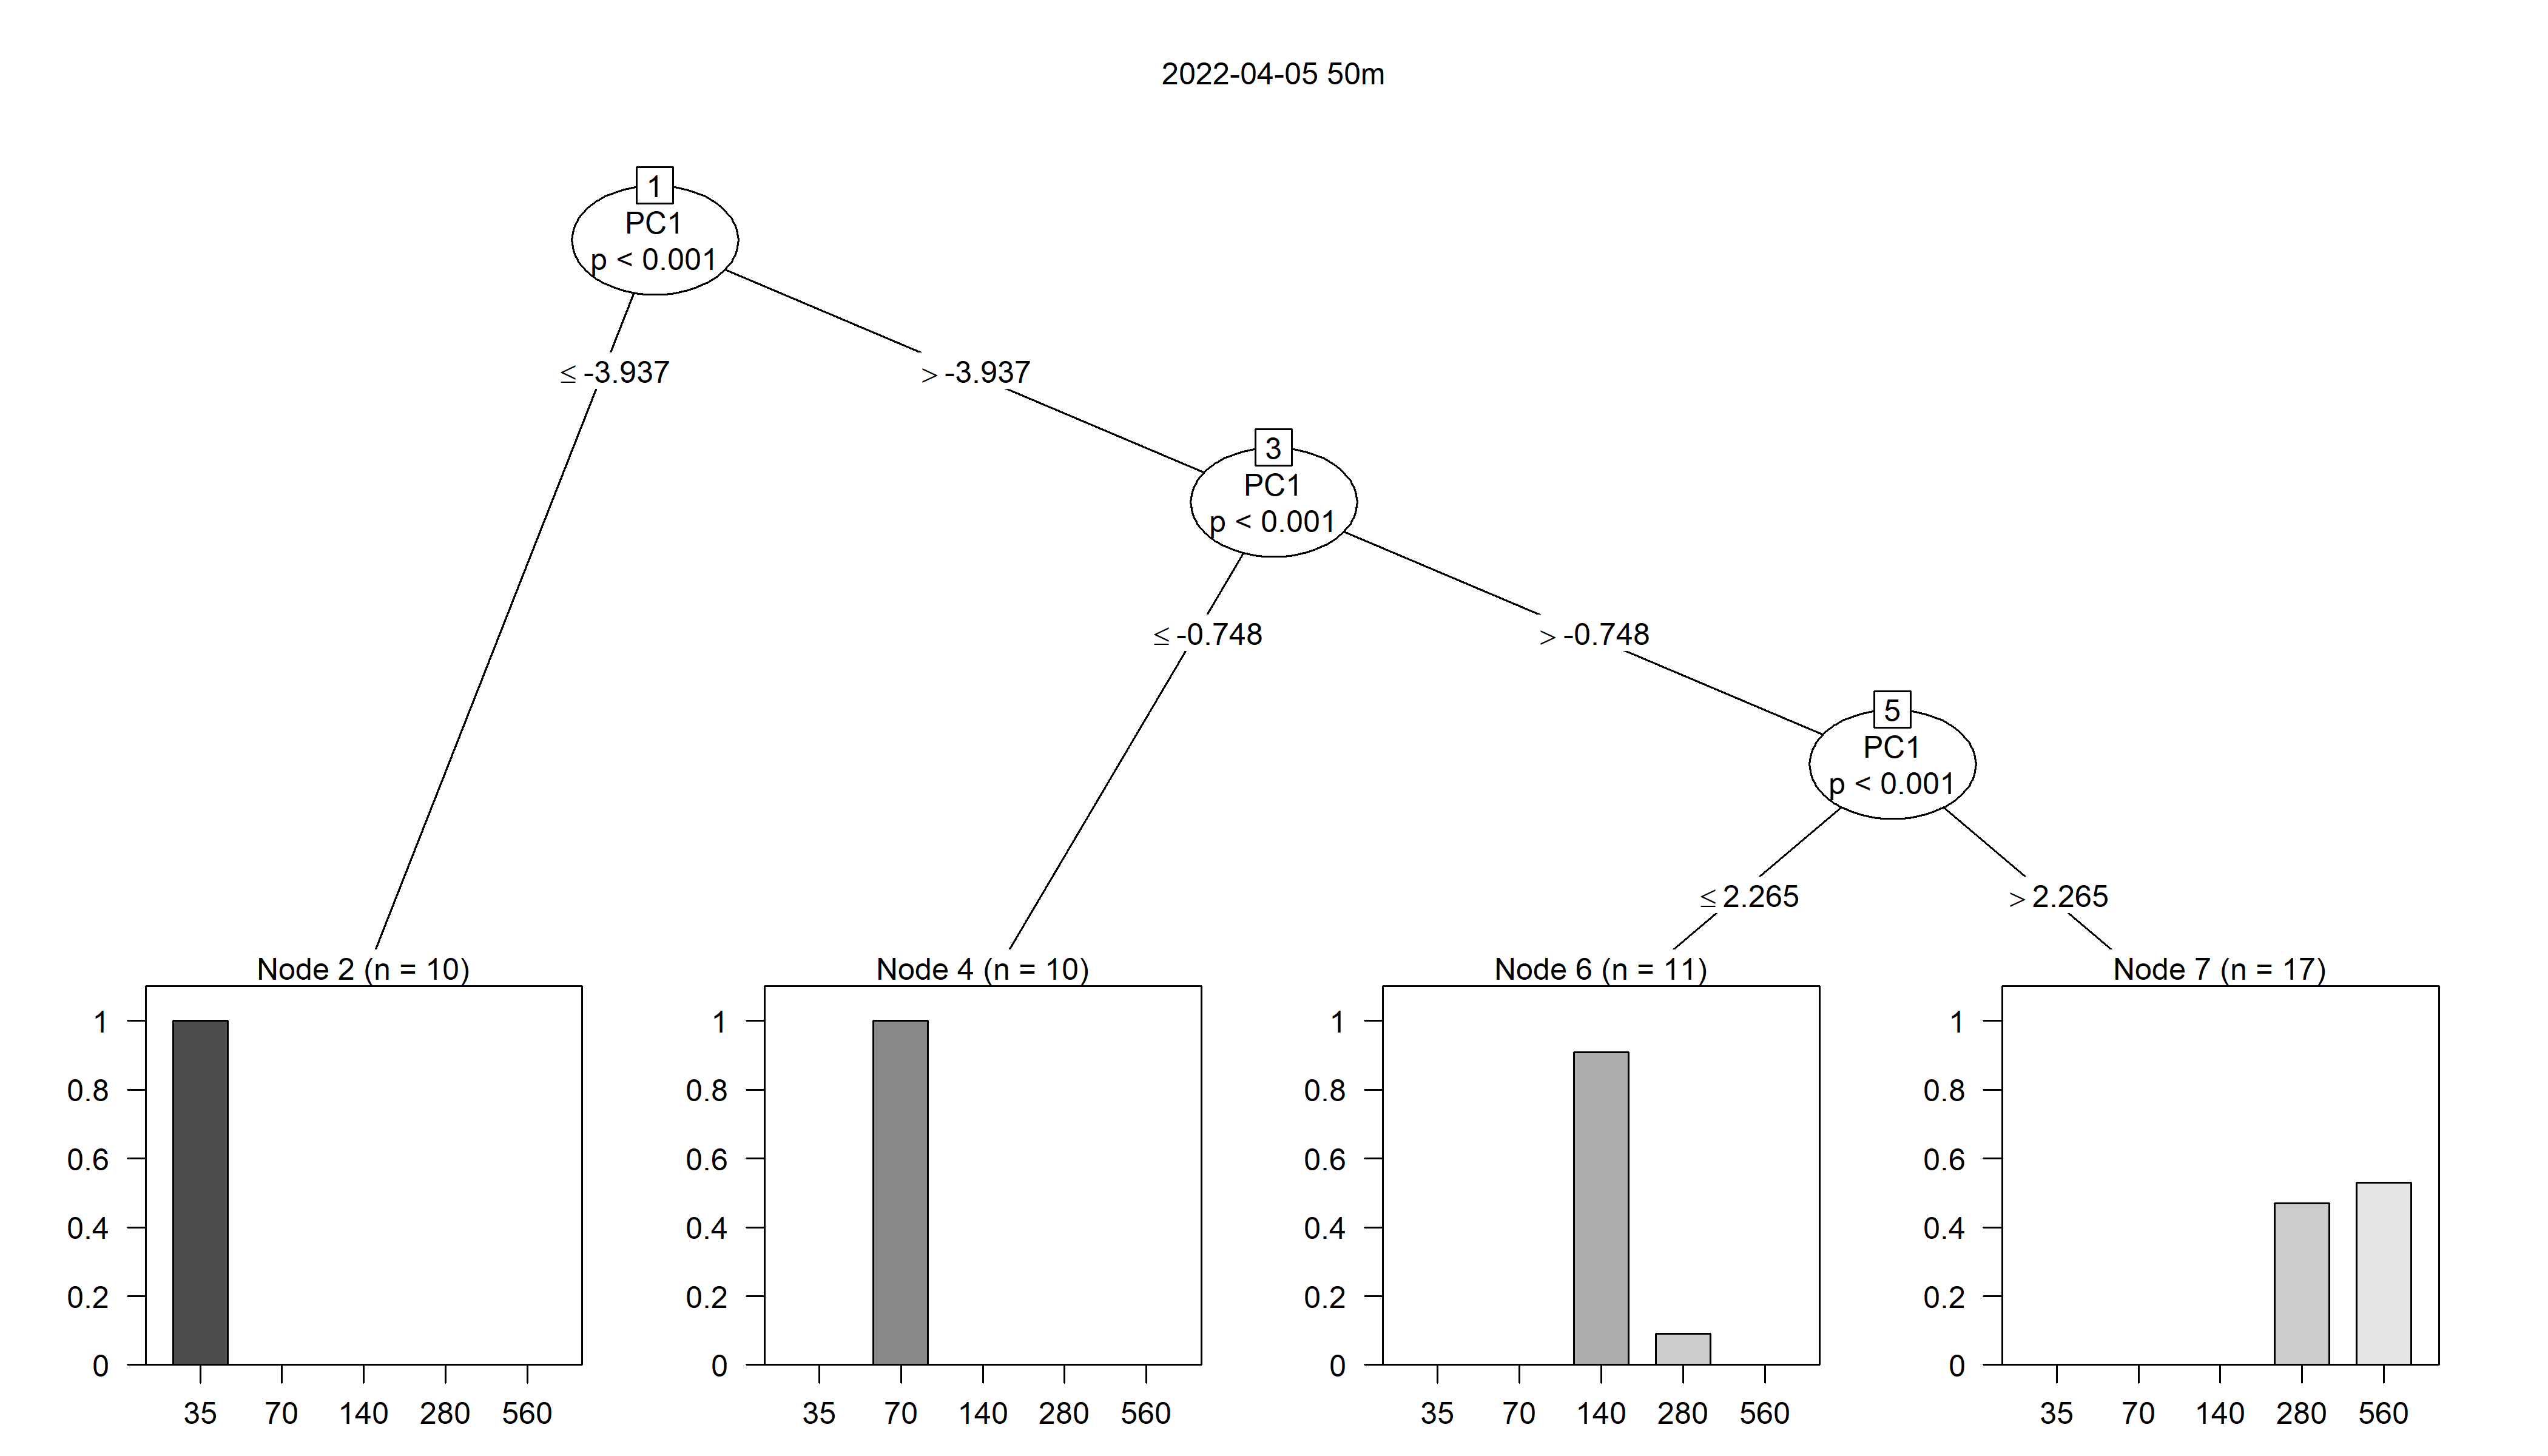 2022-04-05 50m
1
PC1
p < 0.001
≤ -3.937
> -3.937
3
PC1
p < 0.001
≤ -0.748
> -0.748
5
PC1
p < 0.001
≤ 2.265
> 2.265
Node 2 (n = 10)
1
0.8
0.6
0.4
0.2
0
35 70 140 280 560
Node 4 (n = 10)
1
0.8
0.6
0.4
0.2
0
35 70 140 280 560
Node 6 (n = 11)
1
0.8
0.6
0.4
0.2
0
35 70 140 280 560
Node 7 (n = 17)
1
0.8
0.6
0.4
0.2
0
35 70 140 280 560